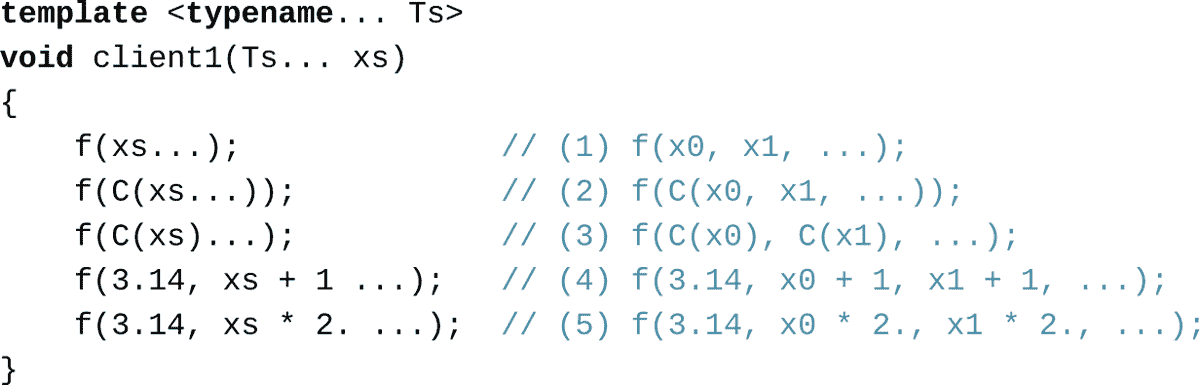 template <typename... Ts>
void client1(Ts... xs)
{
    f(xs...);              // (1) f(x0, x1, ...);
    f(C(xs...));           // (2) f(C(x0, x1, ...));
    f(C(xs)...);           // (3) f(C(x0), C(x1), ...);
    f(3.14, xs + 1 ...);   // (4) f(3.14, x0 + 1, x1 + 1, ...);
    f(3.14, xs * 2. ...);  // (5) f(3.14, x0 * 2., x1 * 2., ...);
}